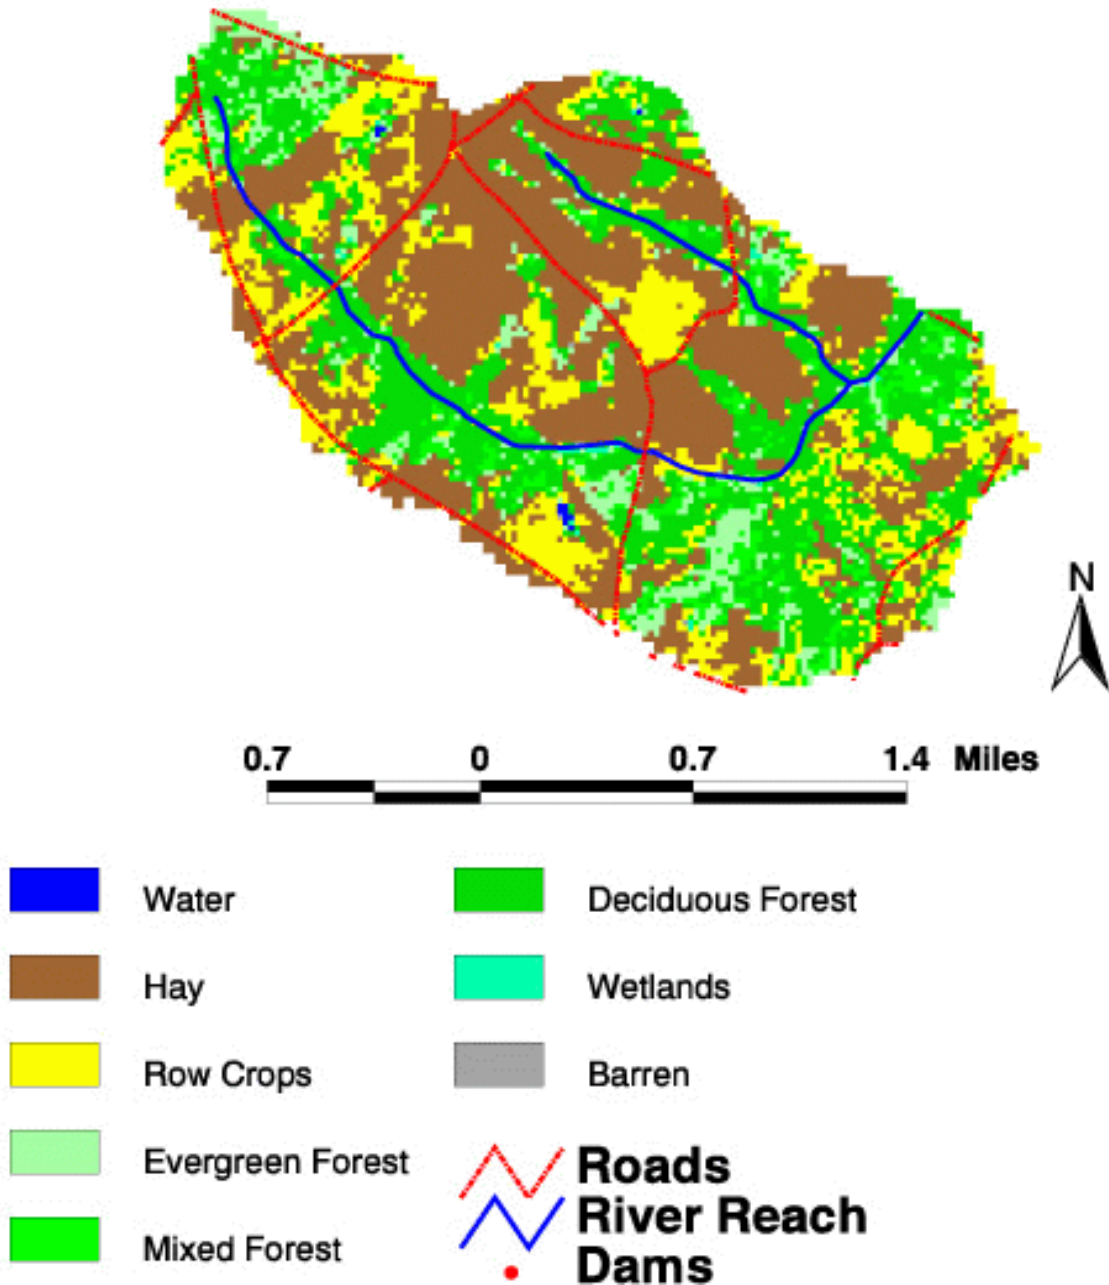 N
0.7 0 0.7 1.4 Miles
Water
Hay
Row Crops
Evergreen Forest
Mixed Forest
Deciduous Forest
Wetlands
Barren
Roads
River Reach
Dams